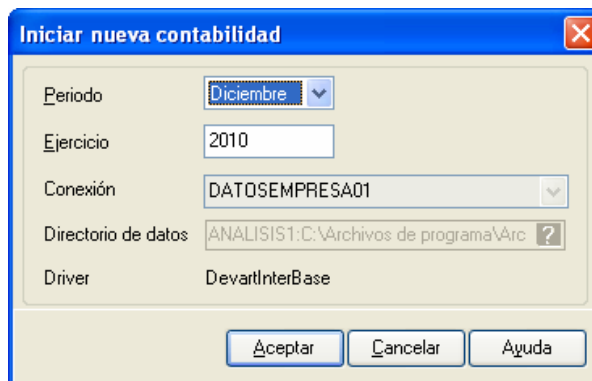 Iniciar nueva contabilidad
Periodo Diciembre
Ejercicio 2010
Conexión DATOSEMPRESA01
Directorio de datos ANALISIS1:C:\Archivos de programa\Arc ?
Driver DevartInterBase
Aceptar Cancelar Ayuda